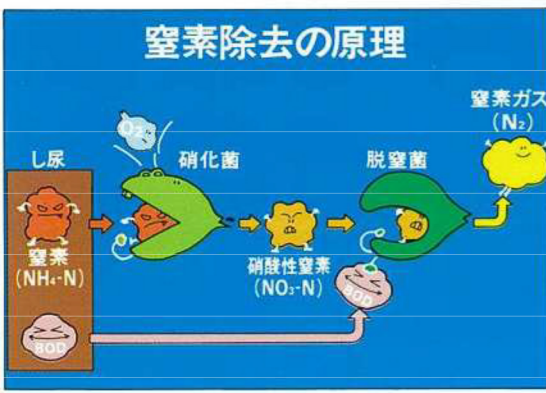 窒素除去の原理
窒素ガス
(N₂)
O₂
し尿
硝化菌
脱窒菌
窒素
(NH₄-N)
硝酸性窒素
(NO₃-N)
BOD
BOD